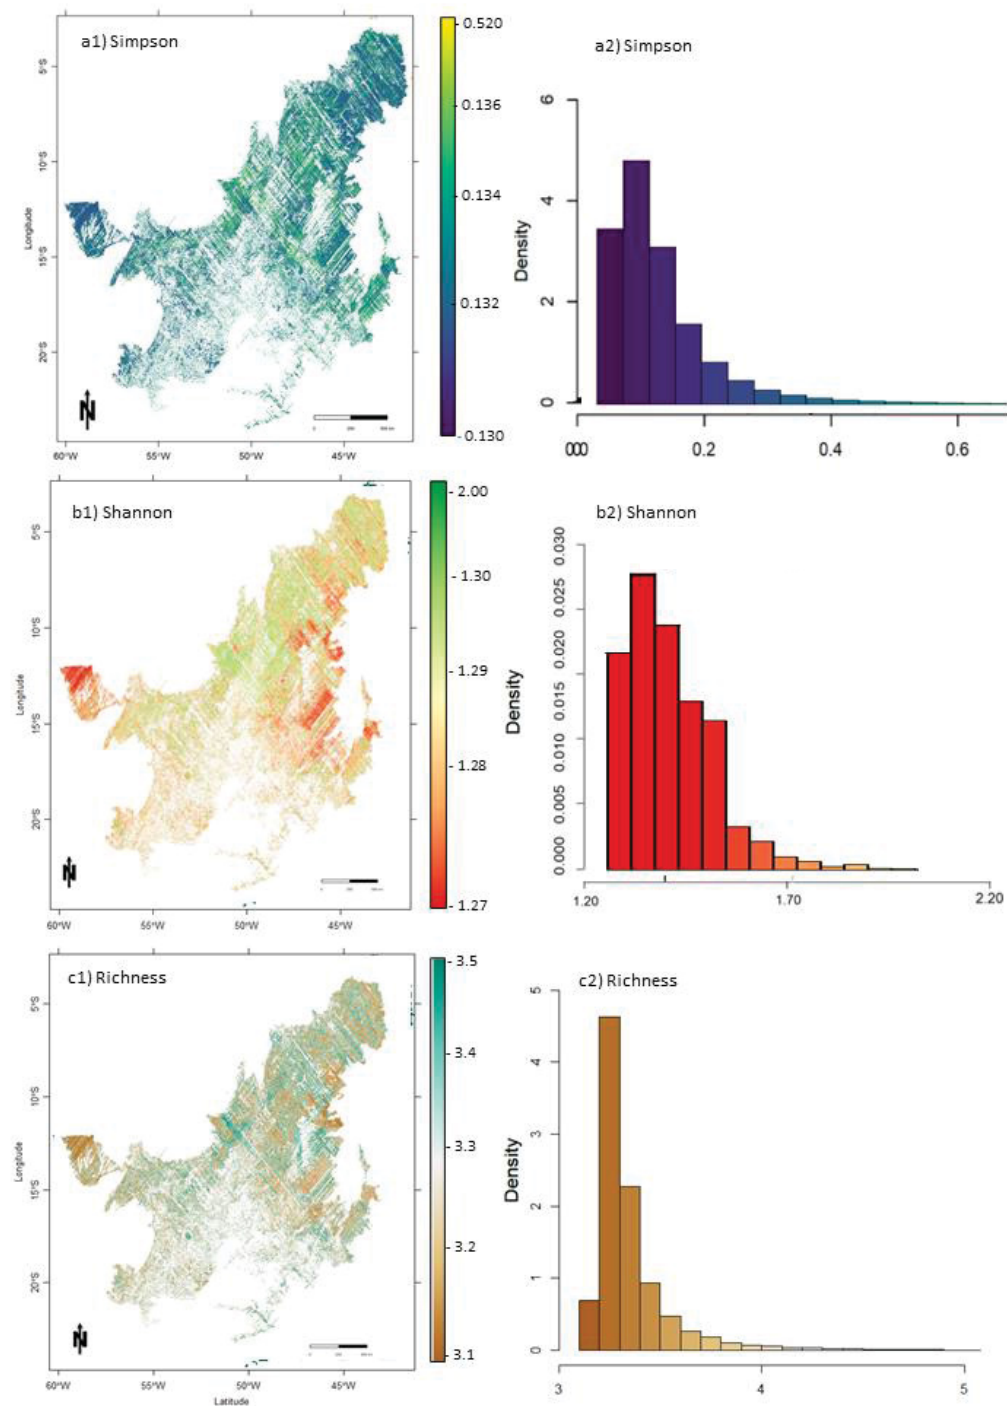 a1) Simpson
5°S
10°S
15°S
20°S
Longitude
N
60°W 55°W 50°W 45°W
0.520
0.136
0.134
0.132
0.130
a2) Simpson
Density
6
4
2
0
0.2 0.4 0.6
b1) Shannon
5°S
10°S
15°S
20°S
Longitude
N
60°W 55°W 50°W 45°W
2.00
1.30
1.29
1.28
1.27
b2) Shannon
Density
0.030
0.025
0.020
0.015
0.010
0.005
0.000
1.20 1.70 2.20
c1) Richness
5°S
10°S
15°S
20°S
Longitude
N
60°W 55°W 50°W 45°W
Latitude
3.5
3.4
3.3
3.2
3.1
c2) Richness
Density
5
4
3
2
1
0
3 4 5